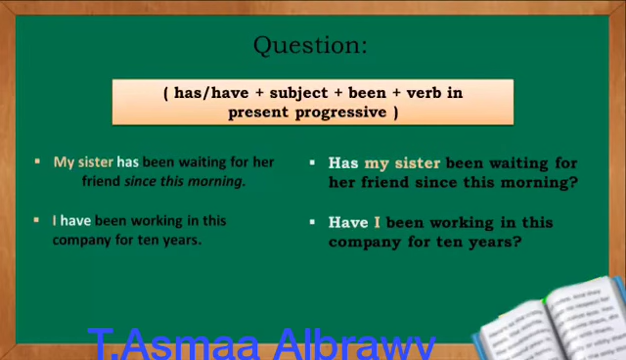 Question:
( has/have + subject + been + verb in
present progressive )
▪ My sister has been waiting for her
friend since this morning.
▪ I have been working in this
company for ten years.
▪ Has my sister been waiting for
her friend since this morning?
▪ Have I been working in this
company for ten years?
T.Asmaa Albrawy